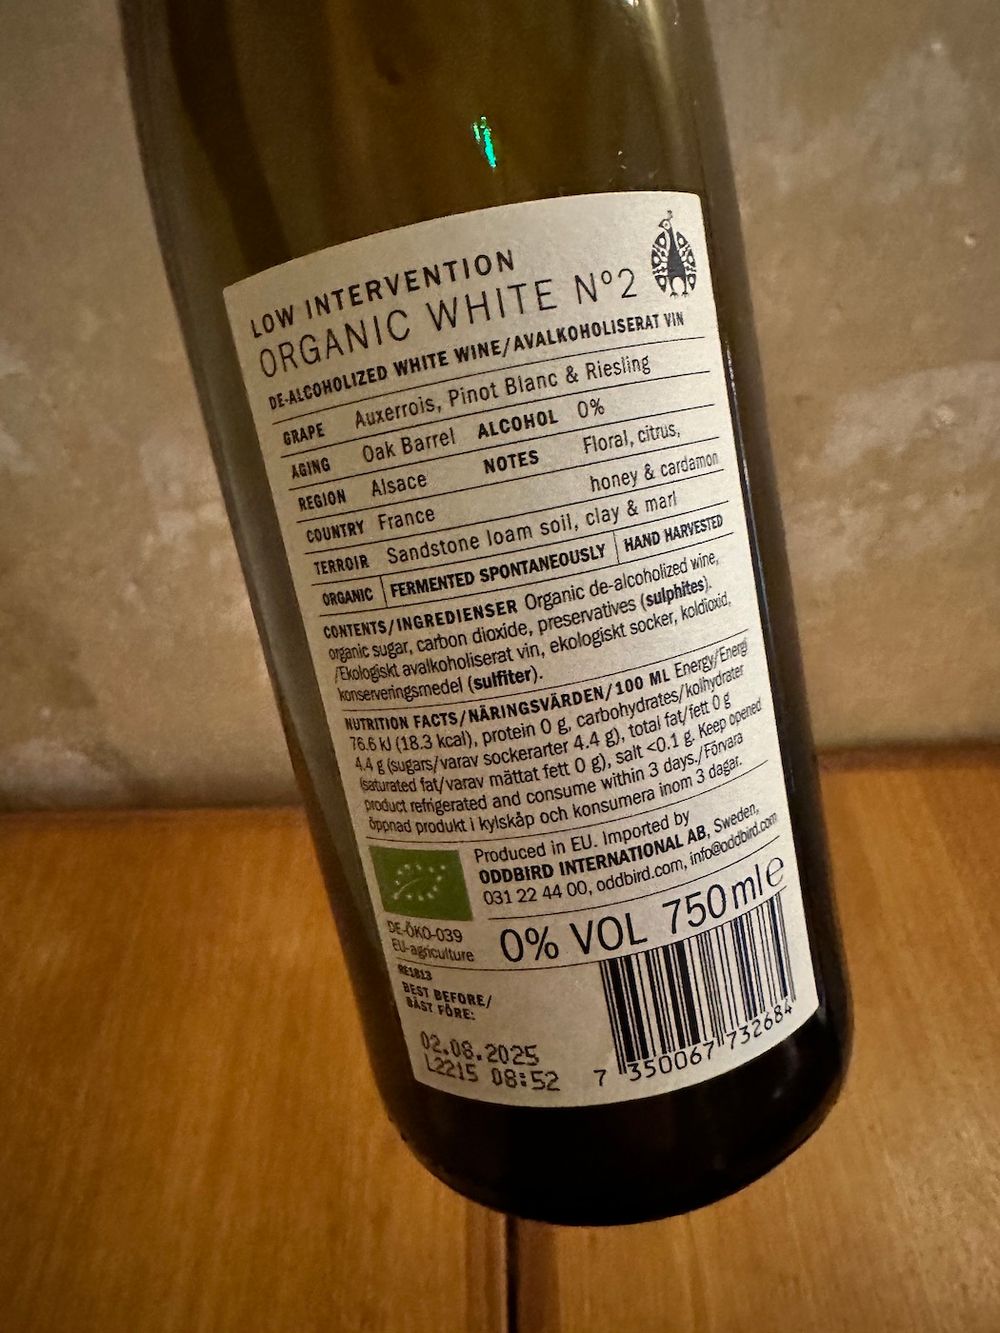 LOW INTERVENTION
ORGANIC WHITE Nº2
DE-ALCOHOLIZED WHITE WINE/AVALKOHOLISERAT VIN
GRAPE Auxerrois, Pinot Blanc & Riesling
AGING Oak Barrel ALCOHOL 0%
REGION Alsace NOTES Floral, citrus,
COUNTRY France honey & cardamon
TERROIR Sandstone loam soil, clay & marl
ORGANIC FERMENTED SPONTANEOUSLY HAND HARVESTED
CONTENTS/INGREDIENSER Organic de-alcoholized wine,
organic sugar, carbon dioxide, preservatives (sulphites).
/Ekologiskt avalkoholiserat vin, ekologiskt socker, koldioxid,
konserveringsmedel (sulfiter).
NUTRITION FACTS/NÄRINGSVÄRDEN/100 ML Energy/Energi
76.6 kJ (18.3 kcal), protein 0 g, carbohydrates/kolhydrater
4.4 g (sugars/varav sockerarter 4.4 g), total fat/fett 0 g
(saturated fat/varav mättat fett 0 g), salt <0.1 g. Keep opened
product refrigerated and consume within 3 days./Förvara
öppnad produkt i kylskåp och konsumera inom 3 dagar.
Produced in EU. Imported by
ODDBIRD INTERNATIONAL AB, Sweden,
031 22 44 00, oddbird.com, info@oddbird.com
DE-ÖKO-039
EU-agriculture
0% VOL 750 ml e
RE1813
BEST BEFORE/
BÄST FÖRE:
02.08.2025
L2215 08:52
7 350067 732684